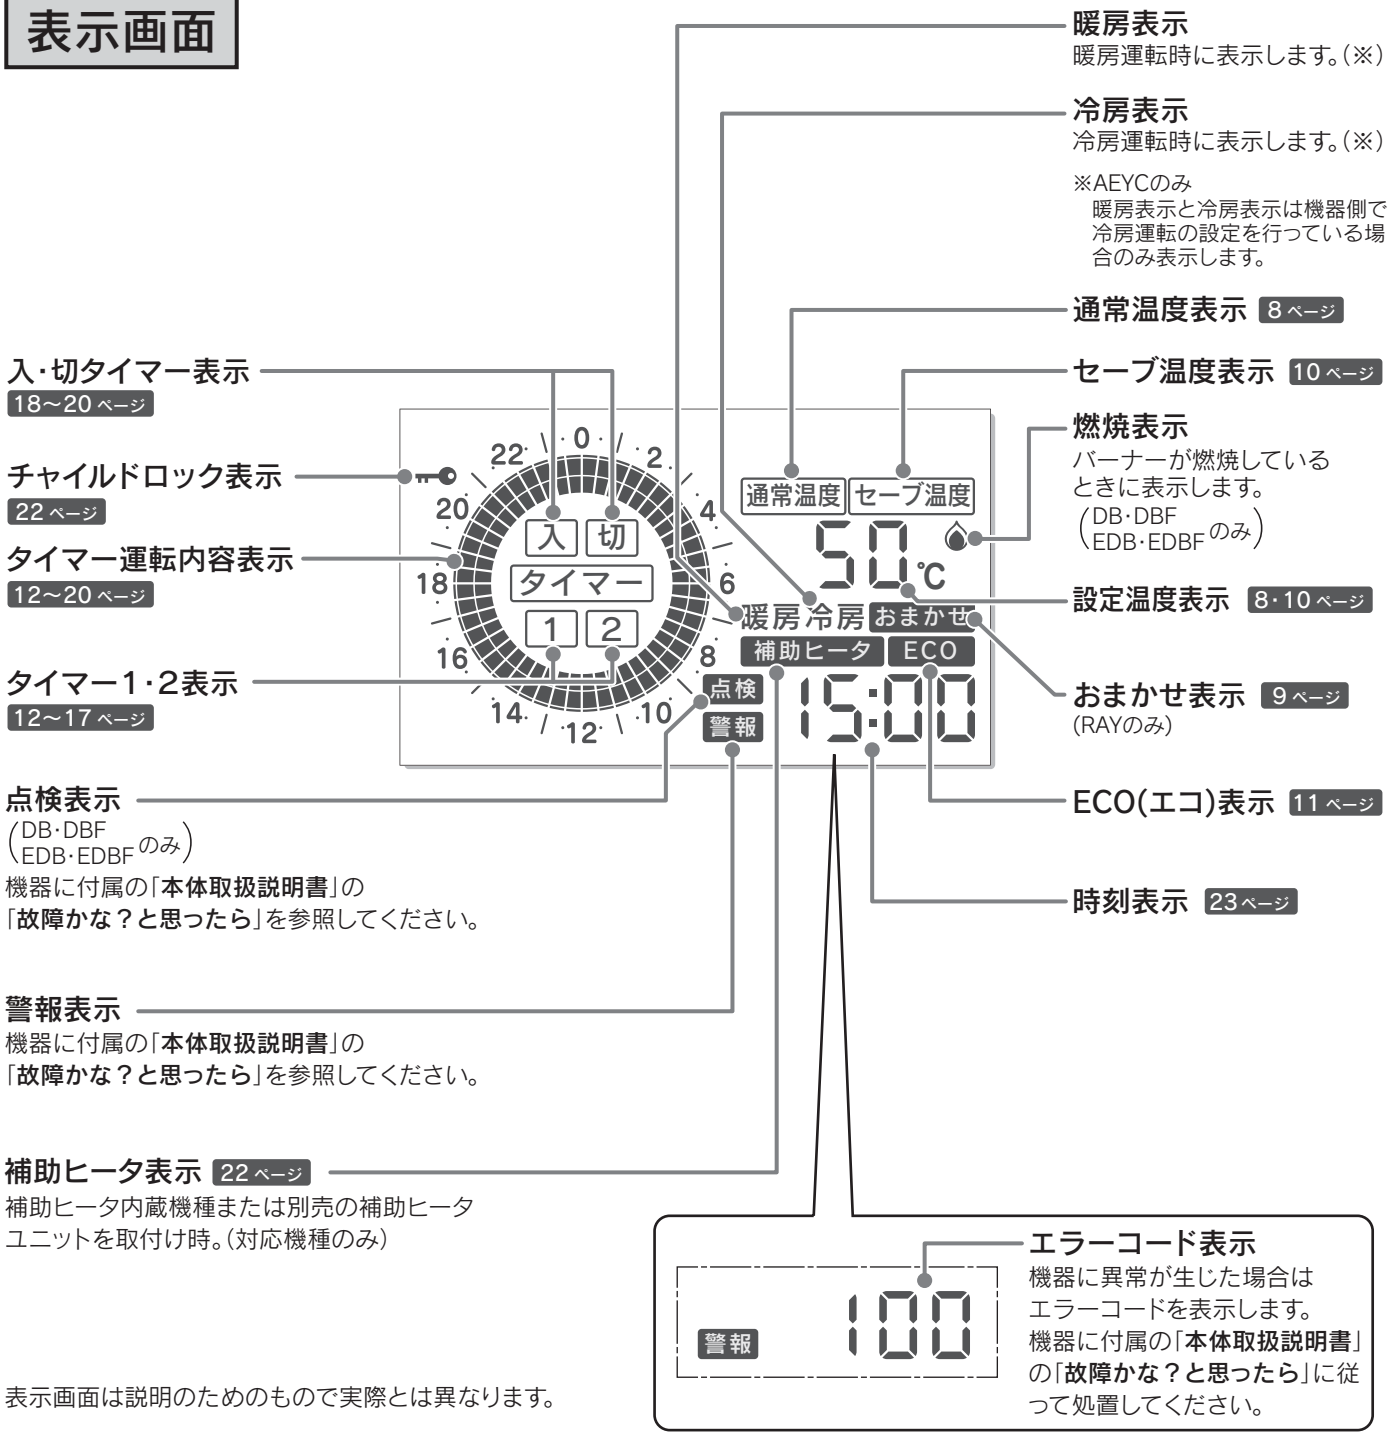 表示画面
暖房表示
暖房運転時に表示します。(※)
冷房表示
冷房運転時に表示します。(※)
※AEYCのみ
暖房表示と冷房表示は機器側で
冷房運転の設定を行っている場
合のみ表示します。
通常温度表示 8ページ
セーブ温度表示 10ページ
燃焼表示
バーナーが燃焼している
ときに表示します。
(DB・DBF
EDB・EDBFのみ)
設定温度表示 8・10ページ
おまかせ表示 9ページ
(RAYのみ)
ECO(エコ)表示 11ページ
時刻表示 23ページ
入・切タイマー表示
18〜20ページ
チャイルドロック表示
22ページ
タイマー運転内容表示
12〜20ページ
タイマー1・2表示
12〜17ページ
点検表示
(DB・DBF
EDB・EDBFのみ)
機器に付属の「本体取扱説明書」の
「故障かな？と思ったら」を参照してください。
警報表示
機器に付属の「本体取扱説明書」の
「故障かな？と思ったら」を参照してください。
補助ヒータ表示 22ページ
補助ヒータ内蔵機種または別売の補助ヒータ
ユニットを取付け時。(対応機種のみ)
0
2
4
6
8
10
12
14
16
18
20
22
入 切
タイマー
1 2
通常温度 セーブ温度
50℃
暖房 冷房 おまかせ
補助ヒータ ECO
点検
警報
15:00
警報 100
エラーコード表示
機器に異常が生じた場合は
エラーコードを表示します。
機器に付属の「本体取扱説明書」
の「故障かな？と思ったら」に従
って処置してください。
表示画面は説明のためのもので実際とは異なります。